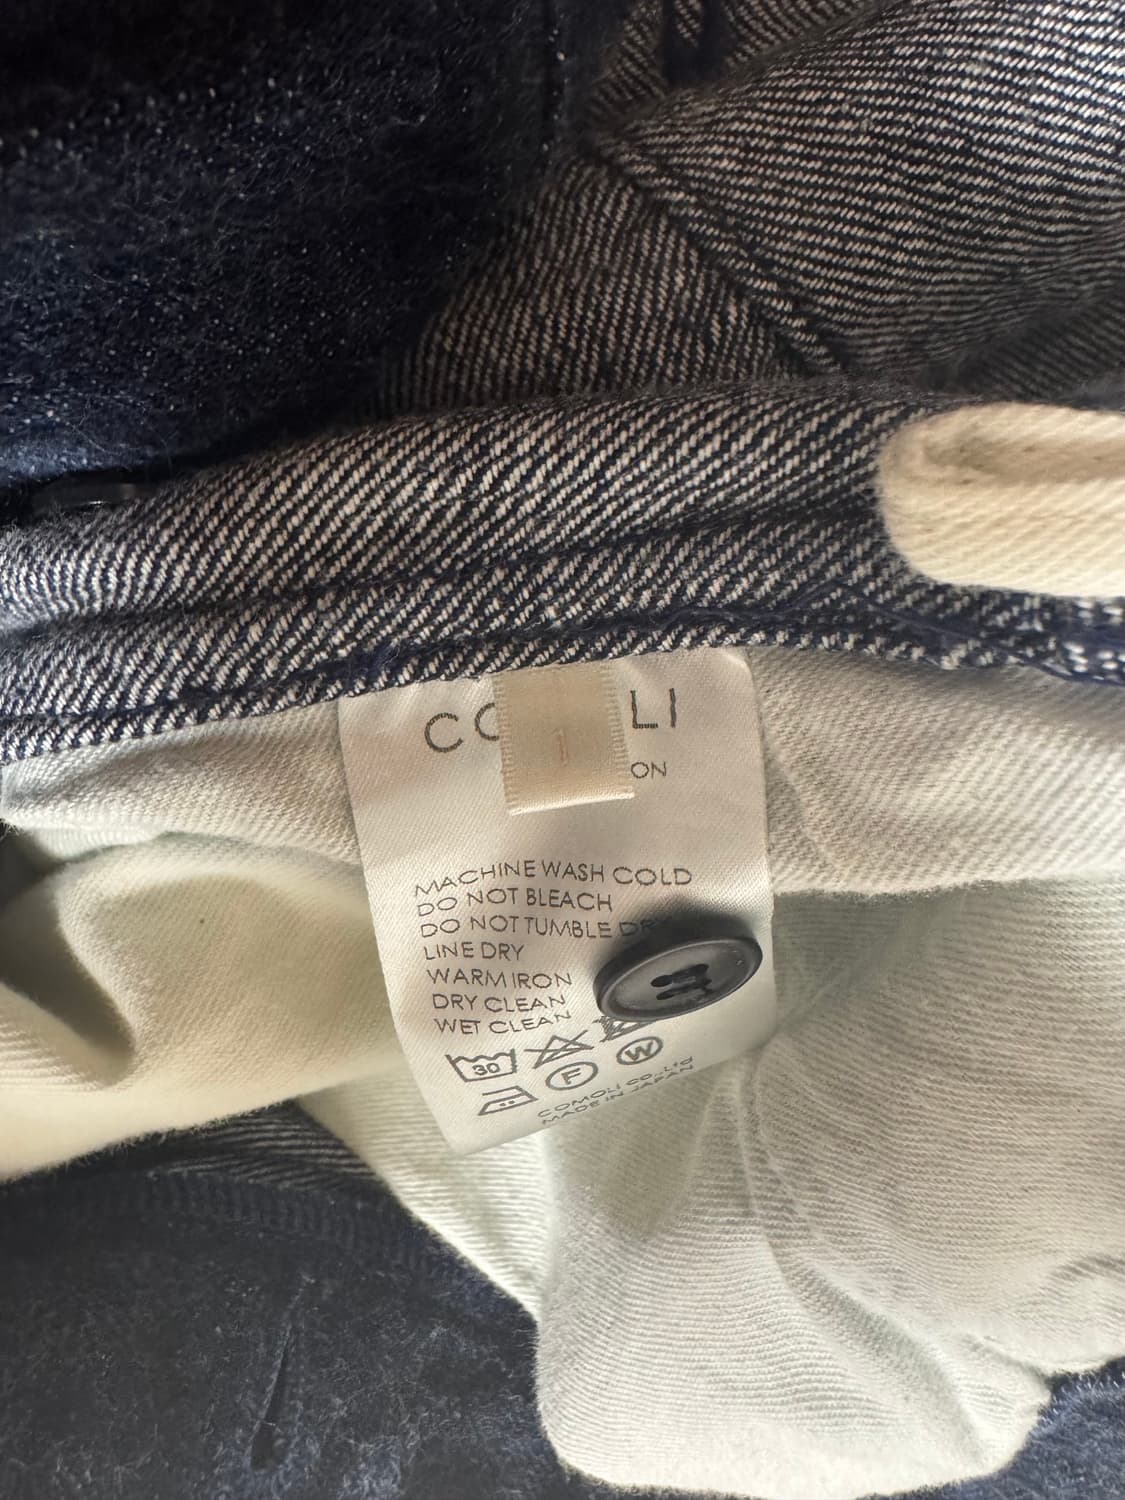 CO LI
1
ON
MACHINE WASH COLD
DO NOT BLEACH
DO NOT TUMBLE DRY
LINE DRY
WARM IRON
DRY CLEAN
WET CLEAN
30
F W
COMOLI CO.,Ltd
MADE IN JAPAN